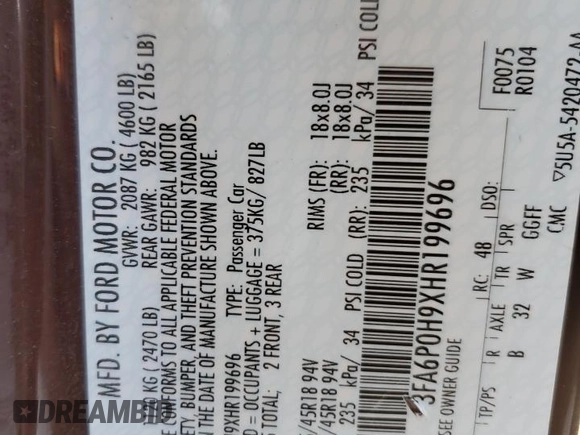 MFD. BY FORD MOTOR CO.
GVWR: 2087 KG ( 4600 LB)
KG ( 2470 LB) REAR GAWR: 982 KG ( 2165 LB)
CONFORMS TO ALL APPLICABLE FEDERAL MOTOR
BUMPER, AND THEFT PREVENTION STANDARDS
THE DATE OF MANUFACTURE SHOWN ABOVE.
9XHR199696 TYPE: Passenger Car
= OCCUPANTS + LUGGAGE = 375KG/ 827LB
TOTAL; 2 FRONT, 3 REAR
/45R18 94V RIMS (FR): 18x8.0J
/45R18 94V (RR): 18x8.0J
235 kPa/ 34 PSI COLD (RR): 235 kPa/ 34 PSI COL
3FA6P0H9XHR199696
SEE OWNER GUIDE
F0075
R0104
RC: 4B DSO:
TP/PS R AXLE TR SPR
B 32 W GGFF
CMC ▽5U5A-5420472-AA
DREAMBID